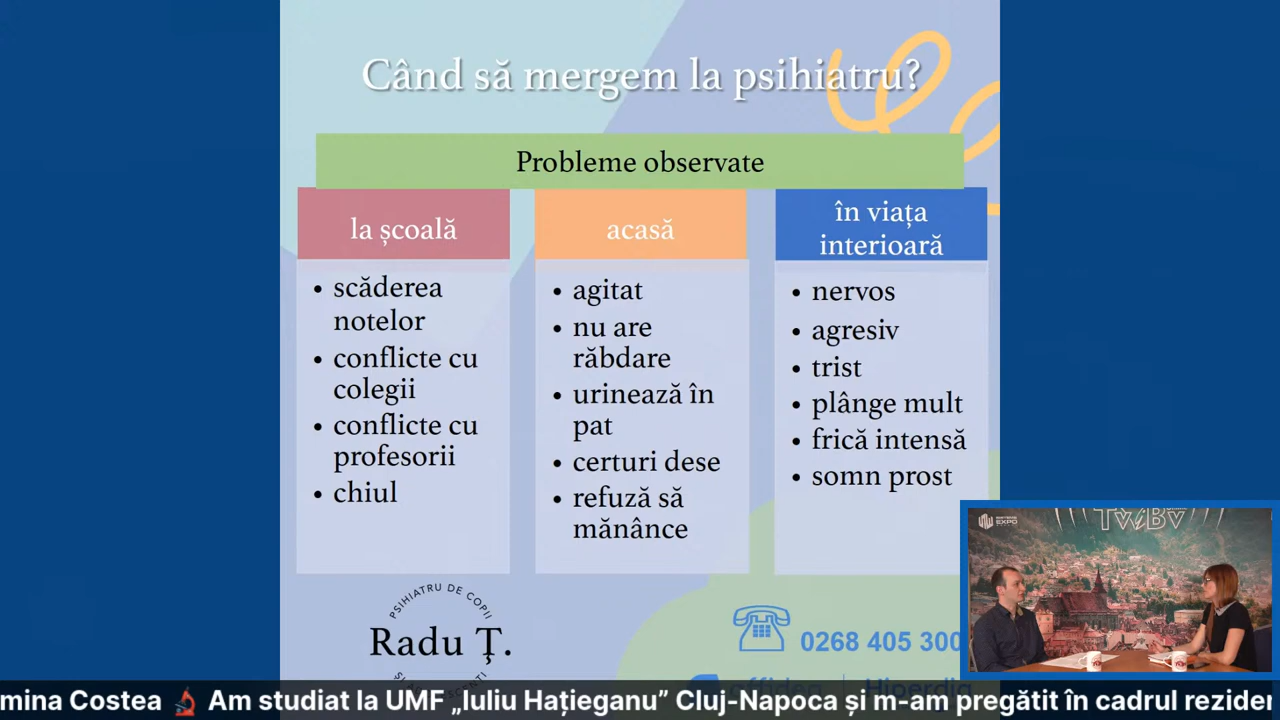 Când să mergem la psihiatru?
Probleme observate
la școală
• scăderea
notelor
• conflicte cu
colegii
• conflicte cu
profesorii
• chiul
acasă
• agitat
• nu are
răbdare
• urinează în
pat
• certuri dese
• refuză să
mănânce
în viața
interioară
• nervos
• agresiv
• trist
• plânge mult
• frică intensă
• somn prost
PSIHIATRU DE COPII
Radu Ț.
0268 405 300
affidea | Hiperdia
EXPO
TVBV
mina Costea 🔬 Am studiat la UMF „Iuliu Hațieganu” Cluj-Napoca și m-am pregătit în cadrul reziden